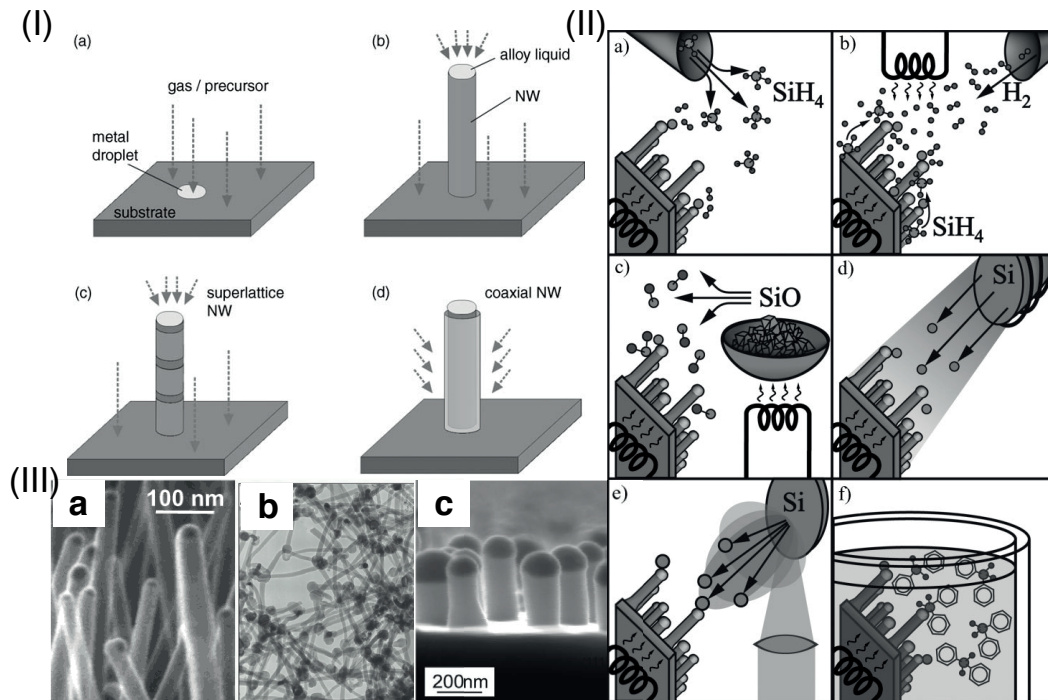 (I)
(a)
gas / precursor
metal
droplet
substrate
(b)
alloy liquid
NW
(c)
superlattice
NW
(d)
coaxial NW
(II)
a)
SiH4
b)
H2
SiH4
c)
SiO
d)
Si
e)
Si
f)
(III)
a
100 nm
b
c
200nm